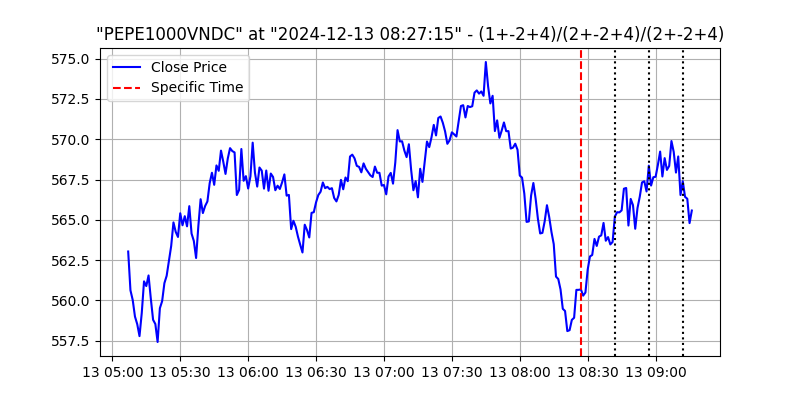 "PEPE1000VNDC" at "2024-12-13 08:27:15" - (1+-2+4)/(2+-2+4)/(2+-2+4)
Close Price
Specific Time
575.0
572.5
570.0
567.5
565.0
562.5
560.0
557.5
13 05:00 13 05:30 13 06:00 13 06:30 13 07:00 13 07:30 13 08:00 13 08:30 13 09:00